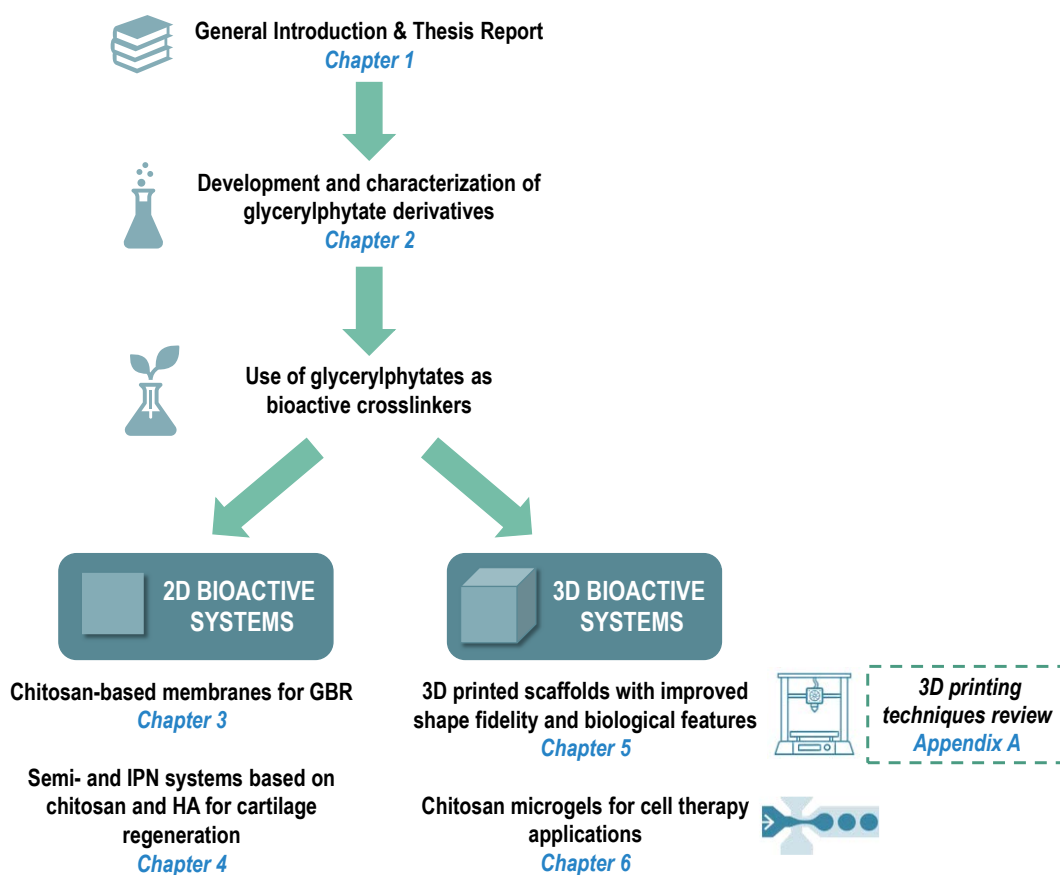 General Introduction & Thesis Report
Chapter 1
Development and characterization of
glycerylphytate derivatives
Chapter 2
Use of glycerylphytates as
bioactive crosslinkers
2D BIOACTIVE
SYSTEMS
Chitosan-based membranes for GBR
Chapter 3
Semi- and IPN systems based on
chitosan and HA for cartilage
regeneration
Chapter 4
3D BIOACTIVE
SYSTEMS
3D printed scaffolds with improved
shape fidelity and biological features
Chapter 5
3D printing
techniques review
Appendix A
Chitosan microgels for cell therapy
applications
Chapter 6